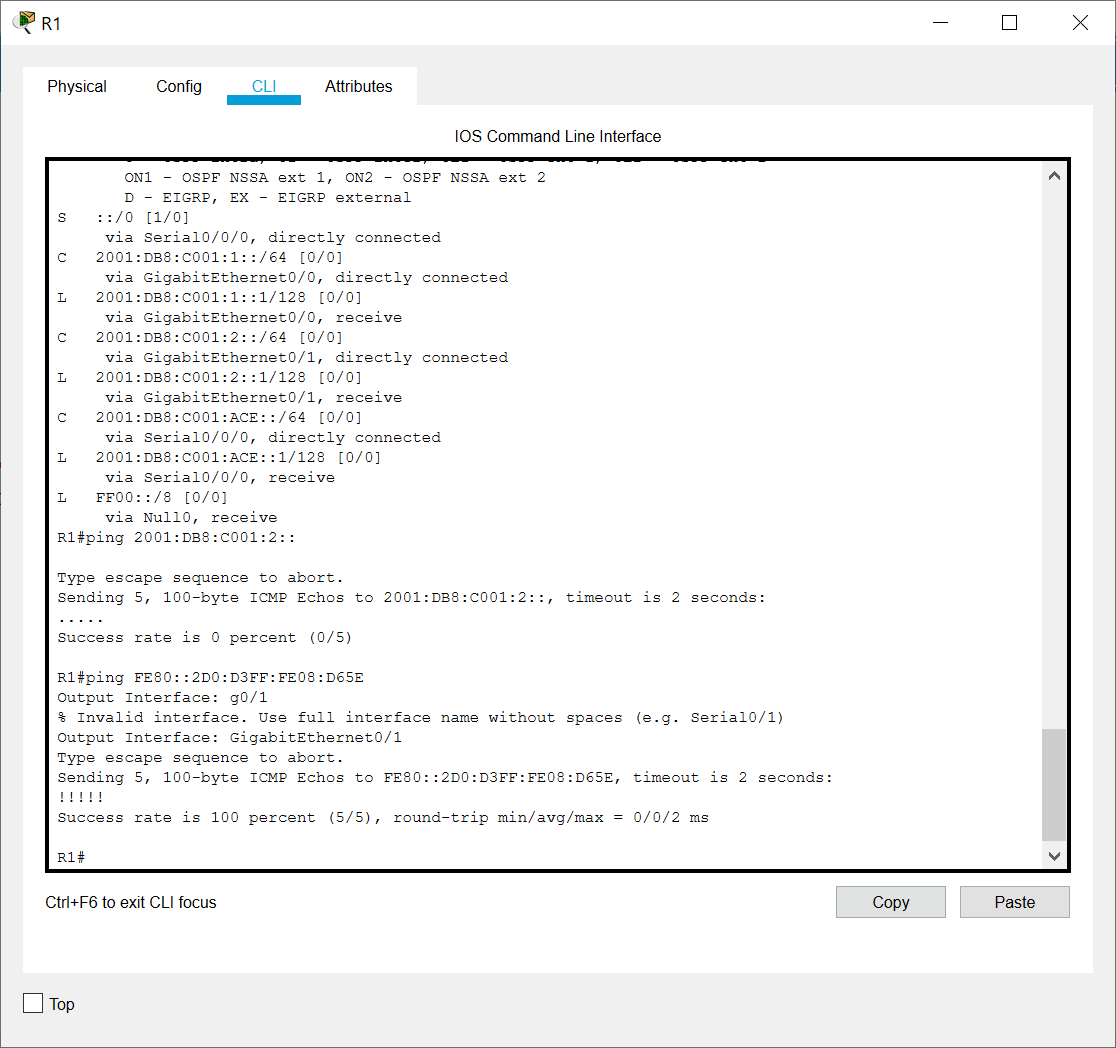 R1
Physical Config CLI Attributes
IOS Command Line Interface
ON1 - OSPF NSSA ext 1, ON2 - OSPF NSSA ext 2
D - EIGRP, EX - EIGRP external
S ::/0 [1/0]
via Serial0/0/0, directly connected
C 2001:DB8:C001:1::/64 [0/0]
via GigabitEthernet0/0, directly connected
L 2001:DB8:C001:1::1/128 [0/0]
via GigabitEthernet0/0, receive
C 2001:DB8:C001:2::/64 [0/0]
via GigabitEthernet0/1, directly connected
L 2001:DB8:C001:2::1/128 [0/0]
via GigabitEthernet0/1, receive
C 2001:DB8:C001:ACE::/64 [0/0]
via Serial0/0/0, directly connected
L 2001:DB8:C001:ACE::1/128 [0/0]
via Serial0/0/0, receive
L FF00::/8 [0/0]
via Null0, receive
R1#ping 2001:DB8:C001:2::
Type escape sequence to abort.
Sending 5, 100-byte ICMP Echos to 2001:DB8:C001:2::, timeout is 2 seconds:
.....
Success rate is 0 percent (0/5)
R1#ping FE80::2D0:D3FF:FE08:D65E
Output Interface: g0/1
% Invalid interface. Use full interface name without spaces (e.g. Serial0/1)
Output Interface: GigabitEthernet0/1
Type escape sequence to abort.
Sending 5, 100-byte ICMP Echos to FE80::2D0:D3FF:FE08:D65E, timeout is 2 seconds:
!!!!!
Success rate is 100 percent (5/5), round-trip min/avg/max = 0/0/2 ms
R1#
Ctrl+F6 to exit CLI focus
Copy Paste
Top